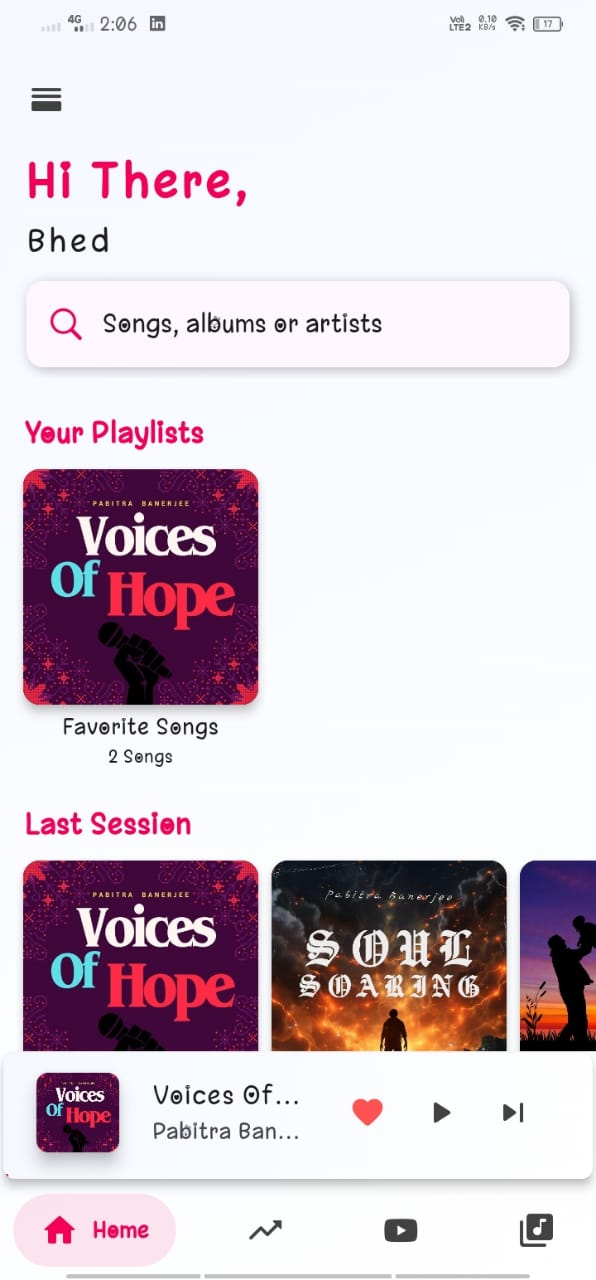 4G 2:06 in VoII LTE2 0.10 KB/s 17
Hi There,
Bhed
Songs, albums or artists
Your Playlists
PABITRA BANERJEE
Voices
Of Hope
Favorite Songs
2 Songs
Last Session
PABITRA BANERJEE
Voices
Of Hope
Pabitra Banerjee
SOUL
SOARING
Voices
Of Hope
Voices Of...
Pabitra Ban...
Home